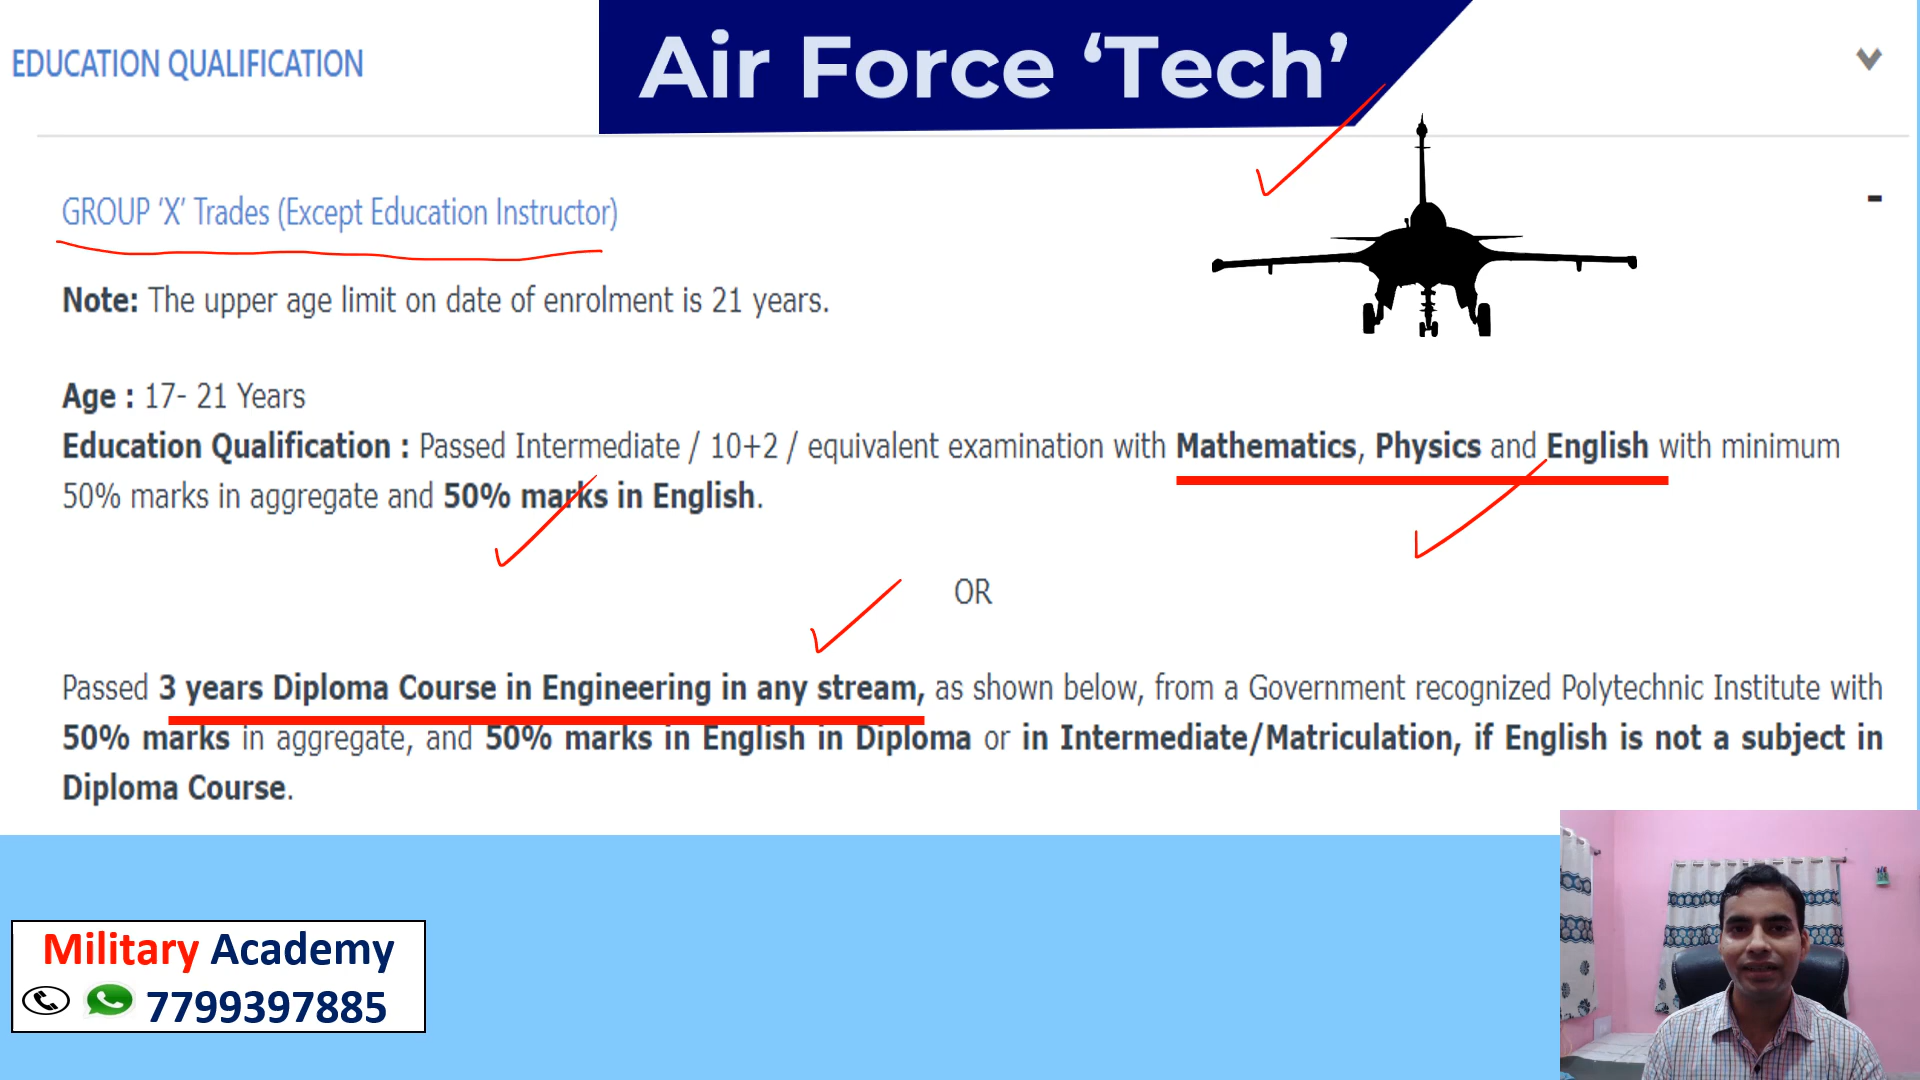 EDUCATION QUALIFICATION
Air Force ‘Tech’
GROUP ‘X’ Trades (Except Education Instructor)
Note: The upper age limit on date of enrolment is 21 years.
Age : 17- 21 Years
Education Qualification : Passed Intermediate / 10+2 / equivalent examination with Mathematics, Physics and English with minimum
50% marks in aggregate and 50% marks in English.
OR
Passed 3 years Diploma Course in Engineering in any stream, as shown below, from a Government recognized Polytechnic Institute with
50% marks in aggregate, and 50% marks in English in Diploma or in Intermediate/Matriculation, if English is not a subject in
Diploma Course.
Military Academy
7799397885